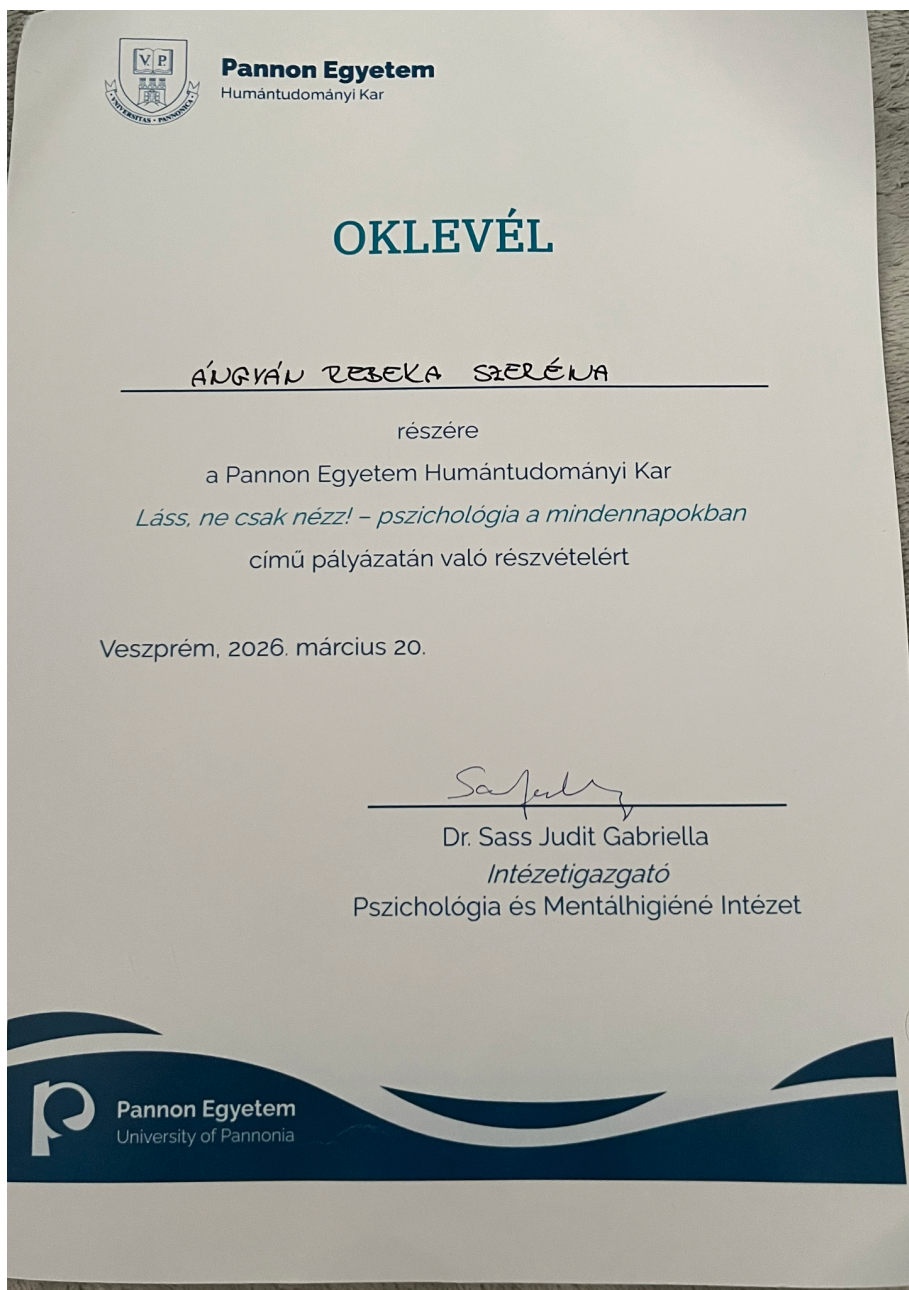 V. P.
UNIVERSITAS • PANNONICA
Pannon Egyetem
Humántudományi Kar
OKLEVÉL
ÁNGYÁN REBEKA SZERÉNA
részére
a Pannon Egyetem Humántudományi Kar
Láss, ne csak nézz! – pszichológia a mindennapokban
című pályázatán való részvételért
Veszprém, 2026. március 20.
Dr. Sass Judit Gabriella
Intézetigazgató
Pszichológia és Mentálhigiéné Intézet
Pannon Egyetem
University of Pannonia